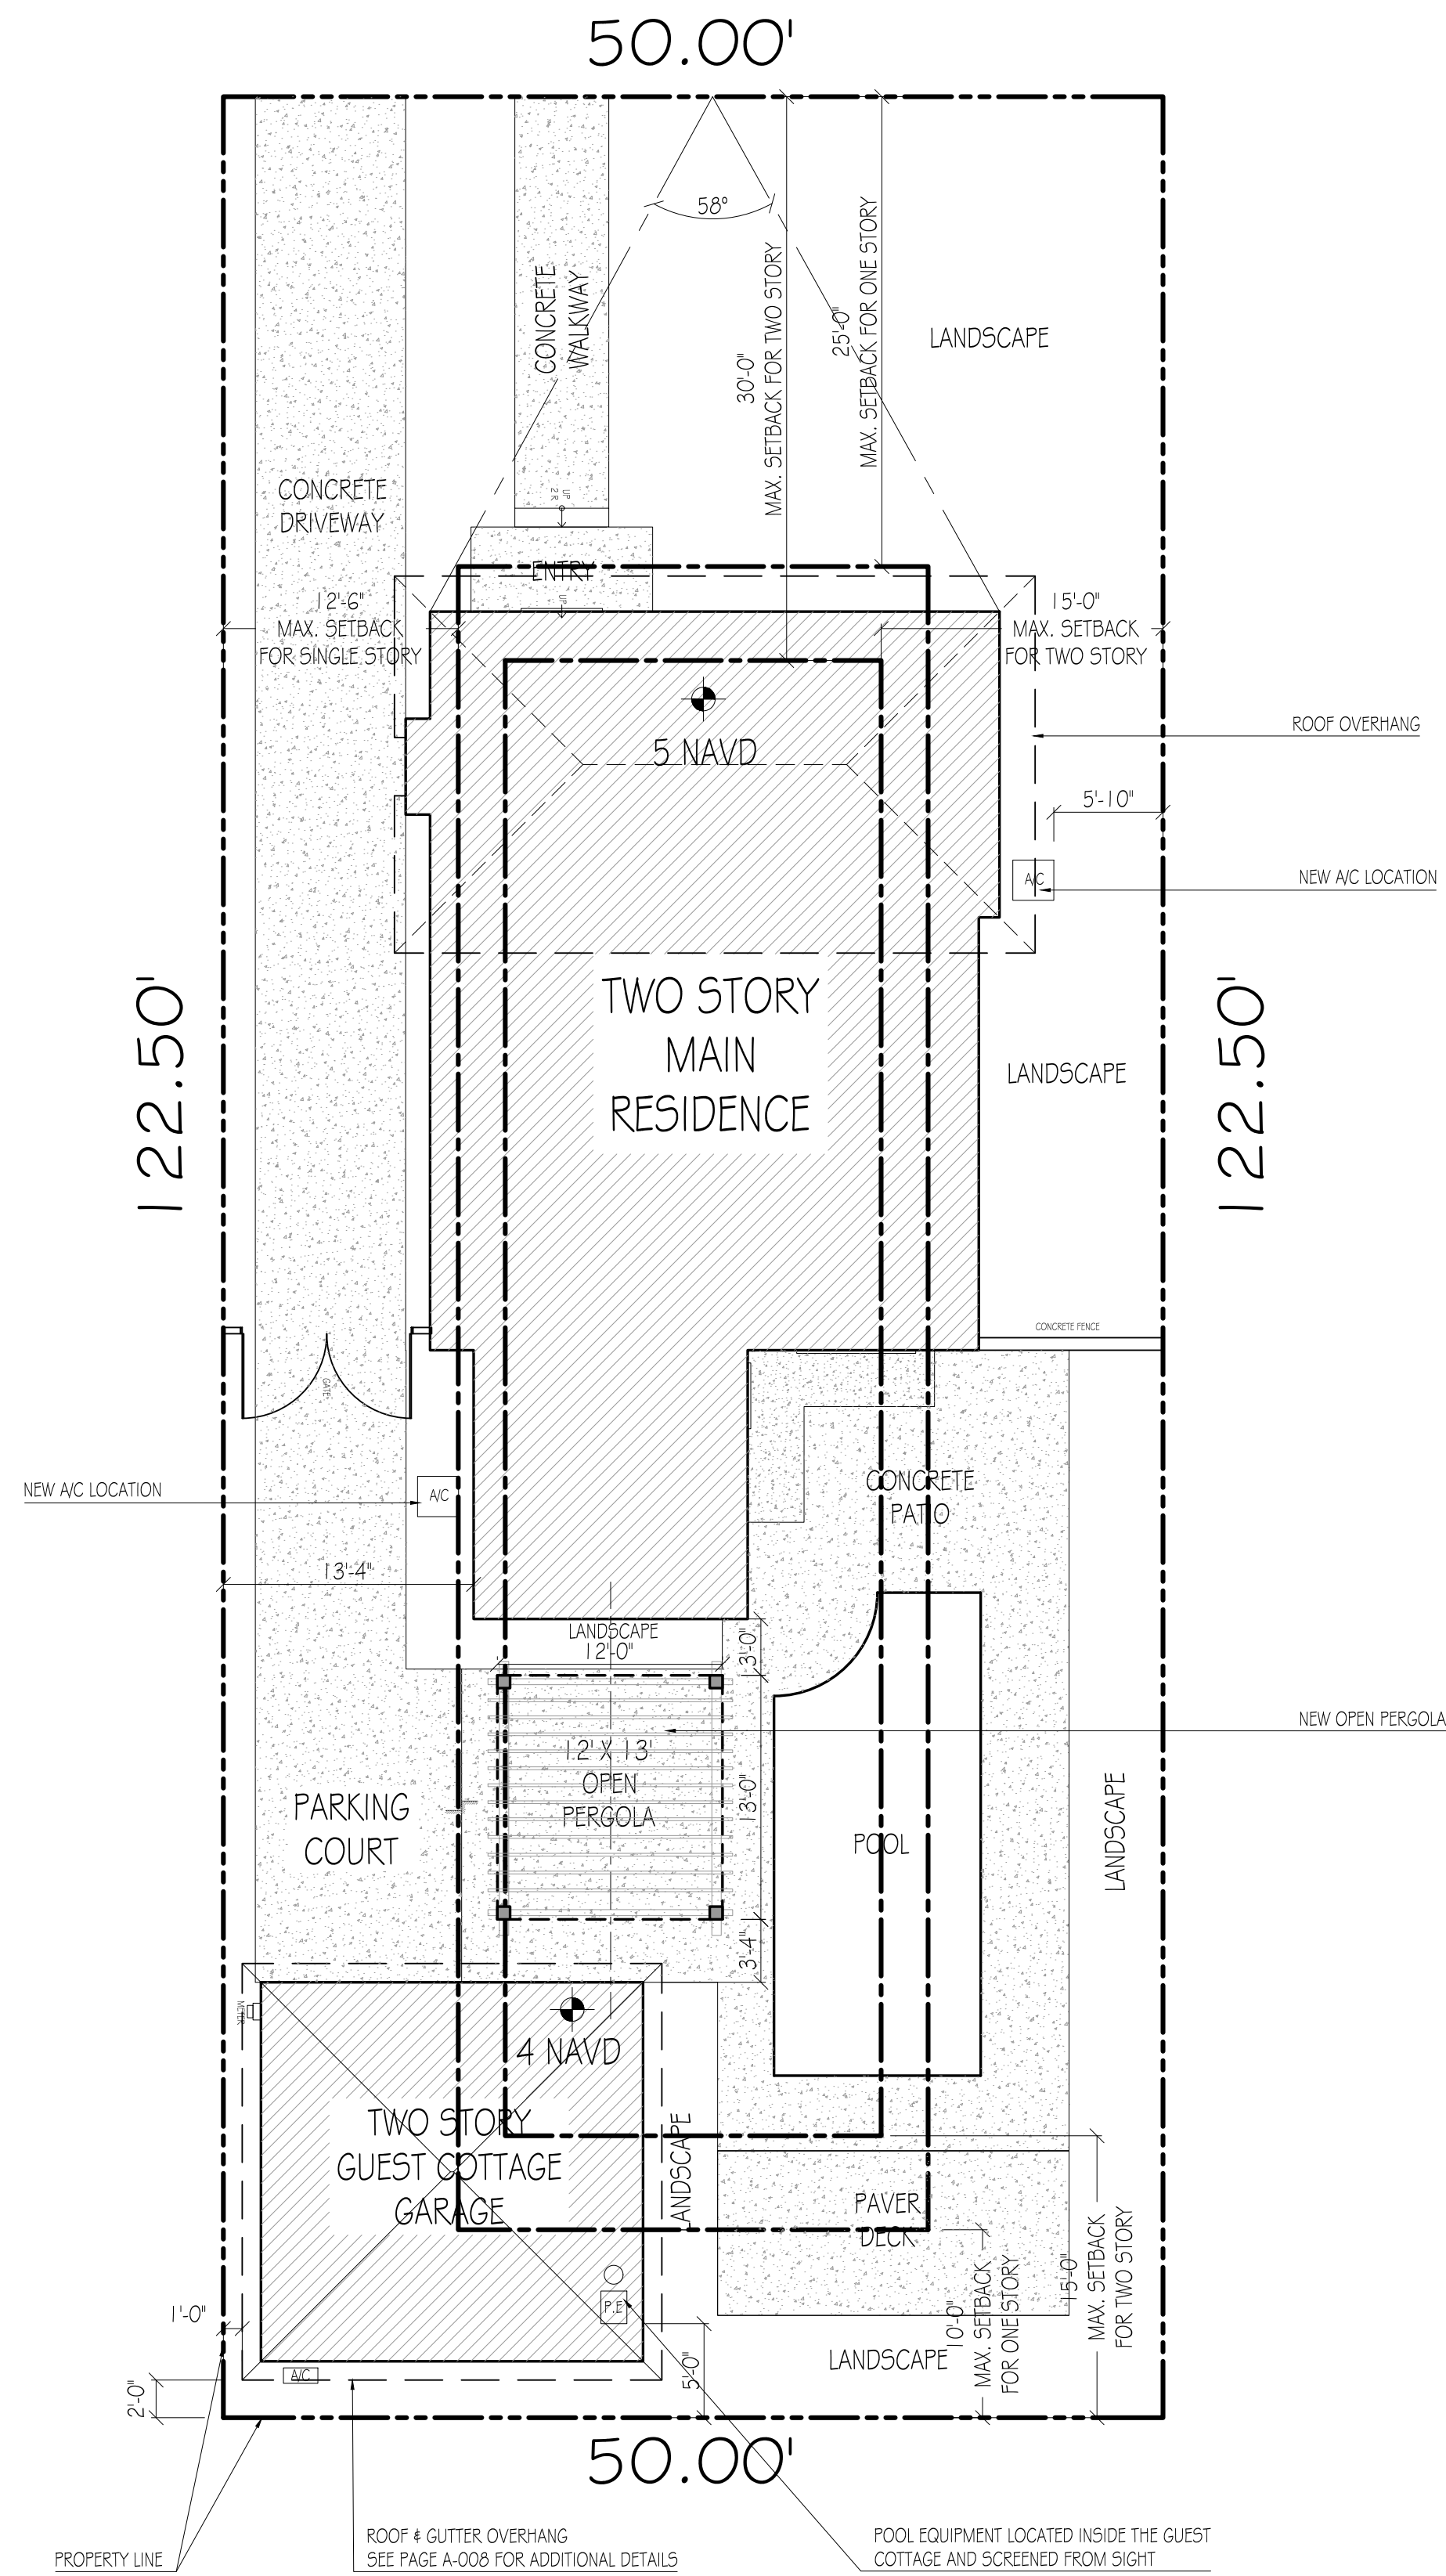 50.00'
58°
CONCRETE
WALKWAY
30'-0"
MAX. SETBACK FOR TWO STORY
25'-0"
MAX. SETBACK FOR ONE STORY
LANDSCAPE
CONCRETE
DRIVEWAY
UP
2 R
ENTRY
UP
12'-6"
MAX. SETBACK
FOR SINGLE STORY
15'-0"
MAX. SETBACK
FOR TWO STORY
ROOF OVERHANG
5 NAVD
5'-10"
A/C
NEW A/C LOCATION
TWO STORY
MAIN
RESIDENCE
122.50'
122.50'
LANDSCAPE
CONCRETE FENCE
GATE
NEW A/C LOCATION
A/C
CONCRETE
PATIO
13'-4"
LANDSCAPE
12'-0"
3'-0"
NEW OPEN PERGOLA
12' X 13'
OPEN
PERGOLA
13'-0"
PARKING
COURT
POOL
LANDSCAPE
3'-4"
METER
4 NAVD
TWO STORY
GUEST COTTAGE
GARAGE
LANDSCAPE
PAVER
DECK
P.E
1'-0"
10'-0"
MAX. SETBACK
FOR ONE STORY
15'-0"
MAX. SETBACK
FOR TWO STORY
LANDSCAPE
A/C
5'-0"
2'-0"
50.00'
PROPERTY LINE
ROOF & GUTTER OVERHANG
SEE PAGE A-008 FOR ADDITIONAL DETAILS
POOL EQUIPMENT LOCATED INSIDE THE GUEST
COTTAGE AND SCREENED FROM SIGHT